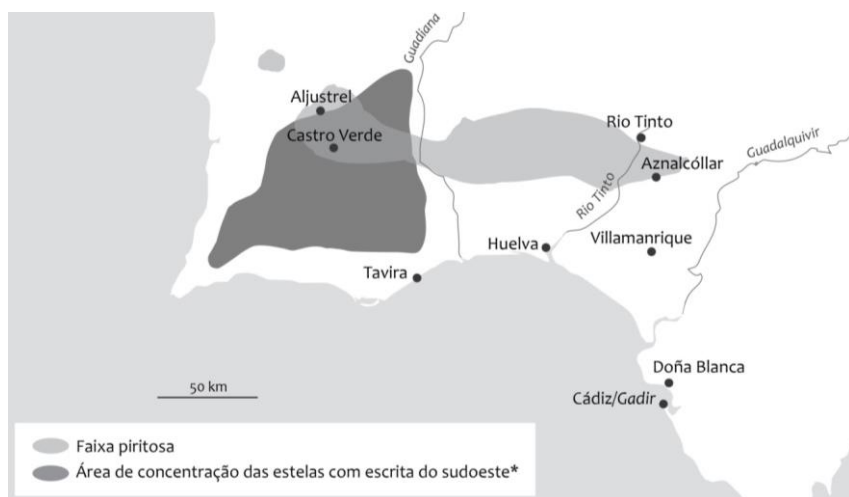 Guadiana
Aljustrel
Castro Verde
Rio Tinto
Guadalquivir
Aznalcóllar
Rio Tinto
Huelva
Villamanrique
Tavira
Doña Blanca
Cádiz/Gadir
50 km
Faixa piritosa
Área de concentração das estelas com escrita do sudoeste*